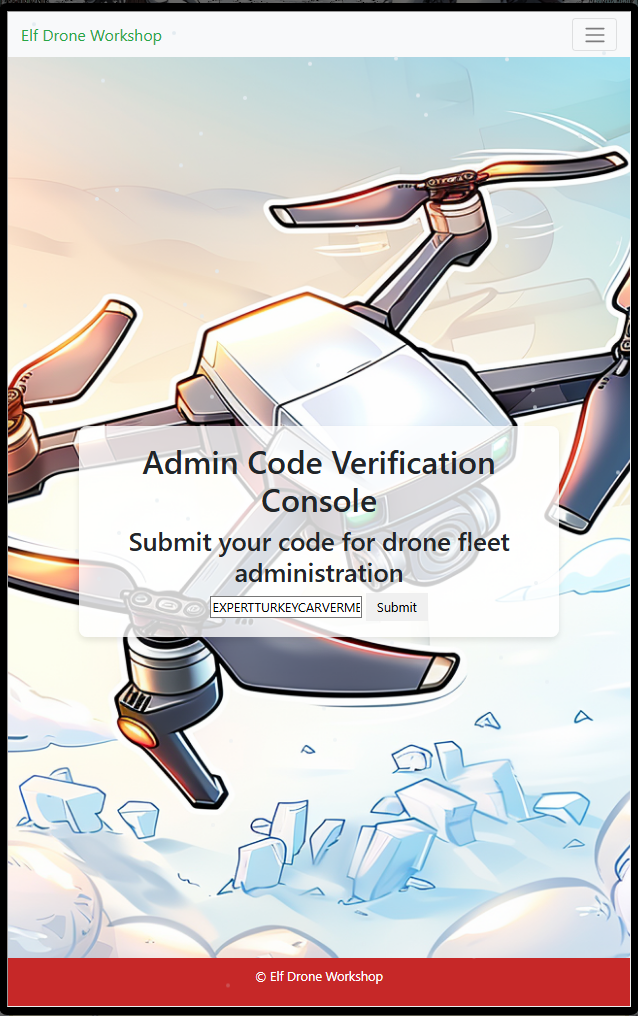 Elf Drone Workshop
Admin Code Verification
Console
Submit your code for drone fleet
administration
EXPERTTURKEYCARVERME
Submit
© Elf Drone Workshop